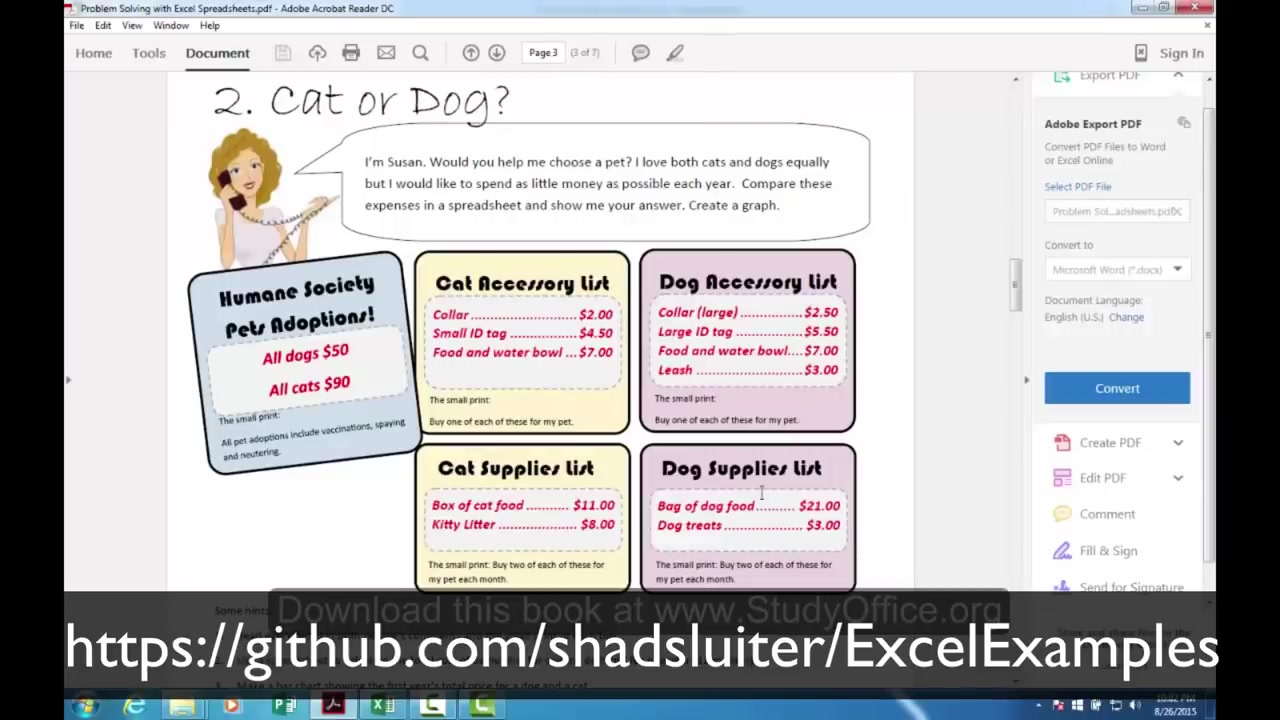 Problem Solving with Excel Spreadsheets.pdf - Adobe Acrobat Reader DC
File Edit View Window Help
Home Tools Document Page 3 (3 of 7) Sign In
2. Cat or Dog?
I'm Susan. Would you help me choose a pet? I love both cats and dogs equally
but I would like to spend as little money as possible each year. Compare these
expenses in a spreadsheet and show me your answer. Create a graph.
Humane Society
Pets Adoptions!
All dogs $50
All cats $90
The small print:
All pet adoptions include vaccinations, spaying
and neutering.
Cat Accessory List
Collar ............................ $2.00
Small ID tag .................. $4.50
Food and water bowl ... $7.00
The small print:
Buy one of each of these for my pet.
Dog Accessory List
Collar (large) ................. $2.50
Large ID tag ................... $5.50
Food and water bowl.... $7.00
Leash ............................. $3.00
The small print:
Buy one of each of these for my pet.
Cat Supplies List
Box of cat food .......... $11.00
Kitty Litter ..................... $8.00
The small print: Buy two of each of these for
my pet each month.
Dog Supplies List
Bag of dog food ......... $21.00
Dog treats ..................... $3.00
The small print: Buy two of each of these for
my pet each month.
Export PDF
Adobe Export PDF
Convert PDF Files to Word
or Excel Online
Select PDF File
Problem Sol...adsheets.pdf
Convert to
Microsoft Word (*.docx)
Document Language:
English (U.S.) Change
Convert
Create PDF
Edit PDF
Comment
Fill & Sign
Send for Signature
Some hints
Download this book at www.StudyOffice.org
https://github.com/shadsluiter/ExcelExamples
3. Make a bar chart showing the first year's total price for a dog and a cat
10:02 PM
8/26/2015